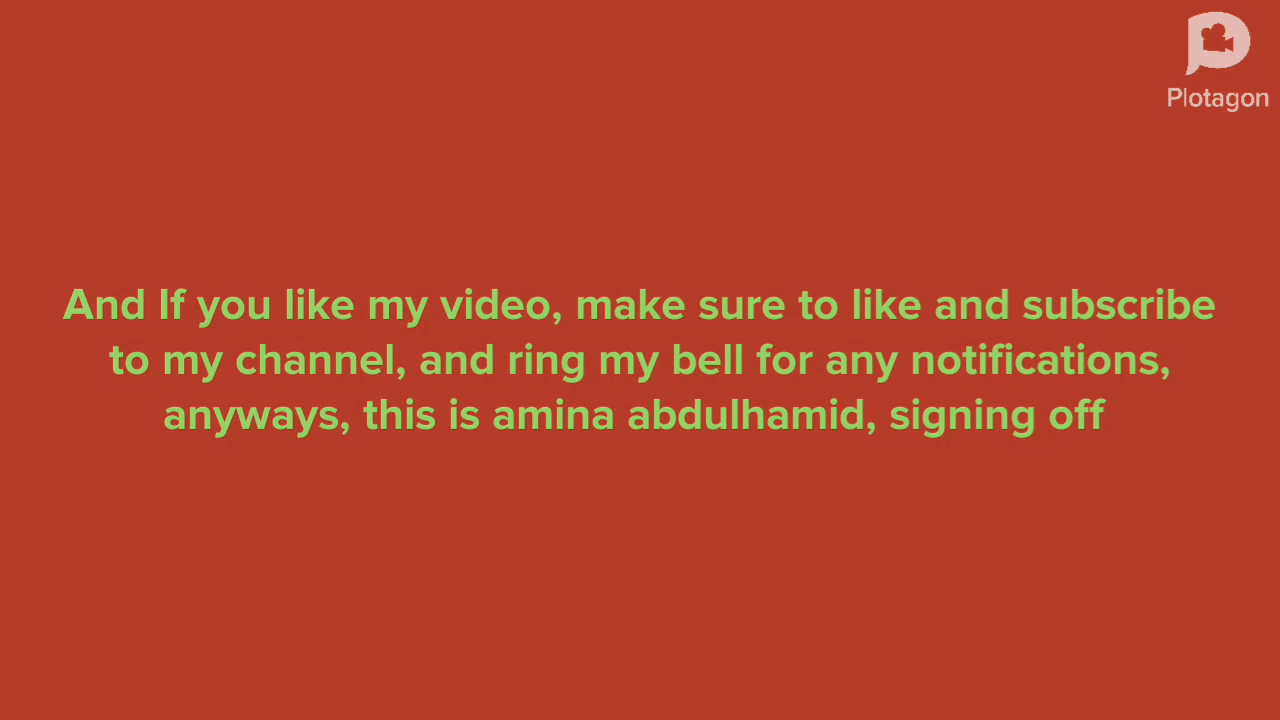 Plotagon
And If you like my video, make sure to like and subscribe
to my channel, and ring my bell for any notifications,
anyways, this is amina abdulhamid, signing off